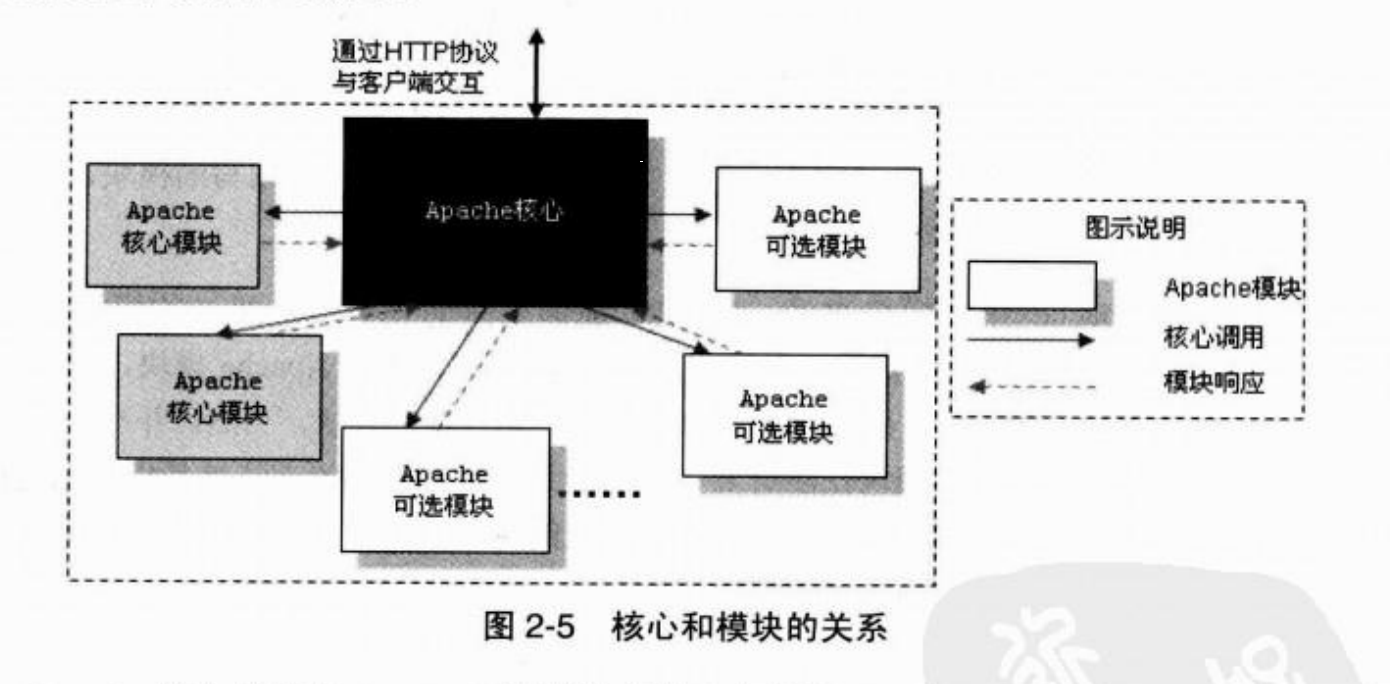 通过HTTP协议
与客户端交互
Apache核心
Apache
核心模块
Apache
可选模块
Apache
核心模块
Apache
可选模块
Apache
可选模块
图示说明
Apache模块
核心调用
模块响应
图 2-5 核心和模块的关系